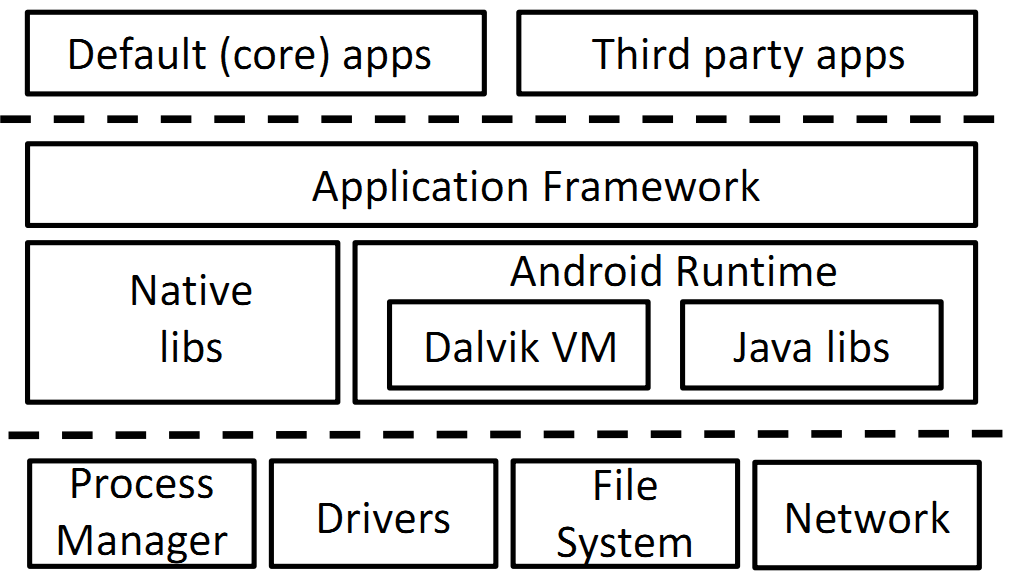 Default (core) apps
Third party apps
Application Framework
Native
libs
Android Runtime
Dalvik VM
Java libs
Process
Manager
Drivers
File
System
Network